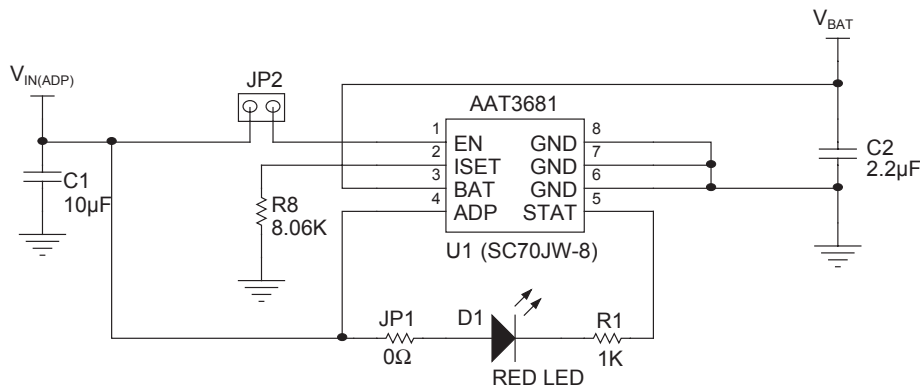 V_BAT
V_IN(ADP)
JP2
AAT3681
1
EN
GND
8
2
ISET
GND
7
3
BAT
GND
6
4
ADP
STAT
5
C1
10µF
R8
8.06K
C2
2.2µF
U1 (SC70JW-8)
JP1
0Ω
D1
RED LED
R1
1K